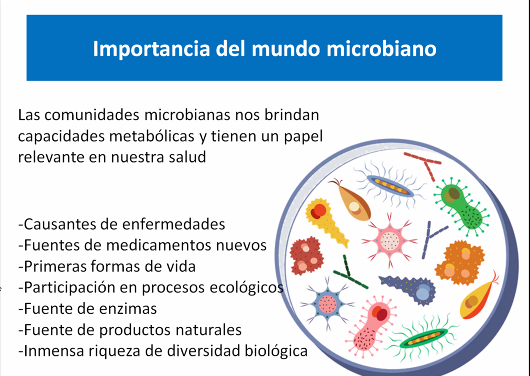 Importancia del mundo microbiano
Las comunidades microbianas nos brindan
capacidades metabólicas y tienen un papel
relevante en nuestra salud
-Causantes de enfermedades
-Fuentes de medicamentos nuevos
-Primeras formas de vida
-Participación en procesos ecológicos
-Fuente de enzimas
-Fuente de productos naturales
-Inmensa riqueza de diversidad biológica